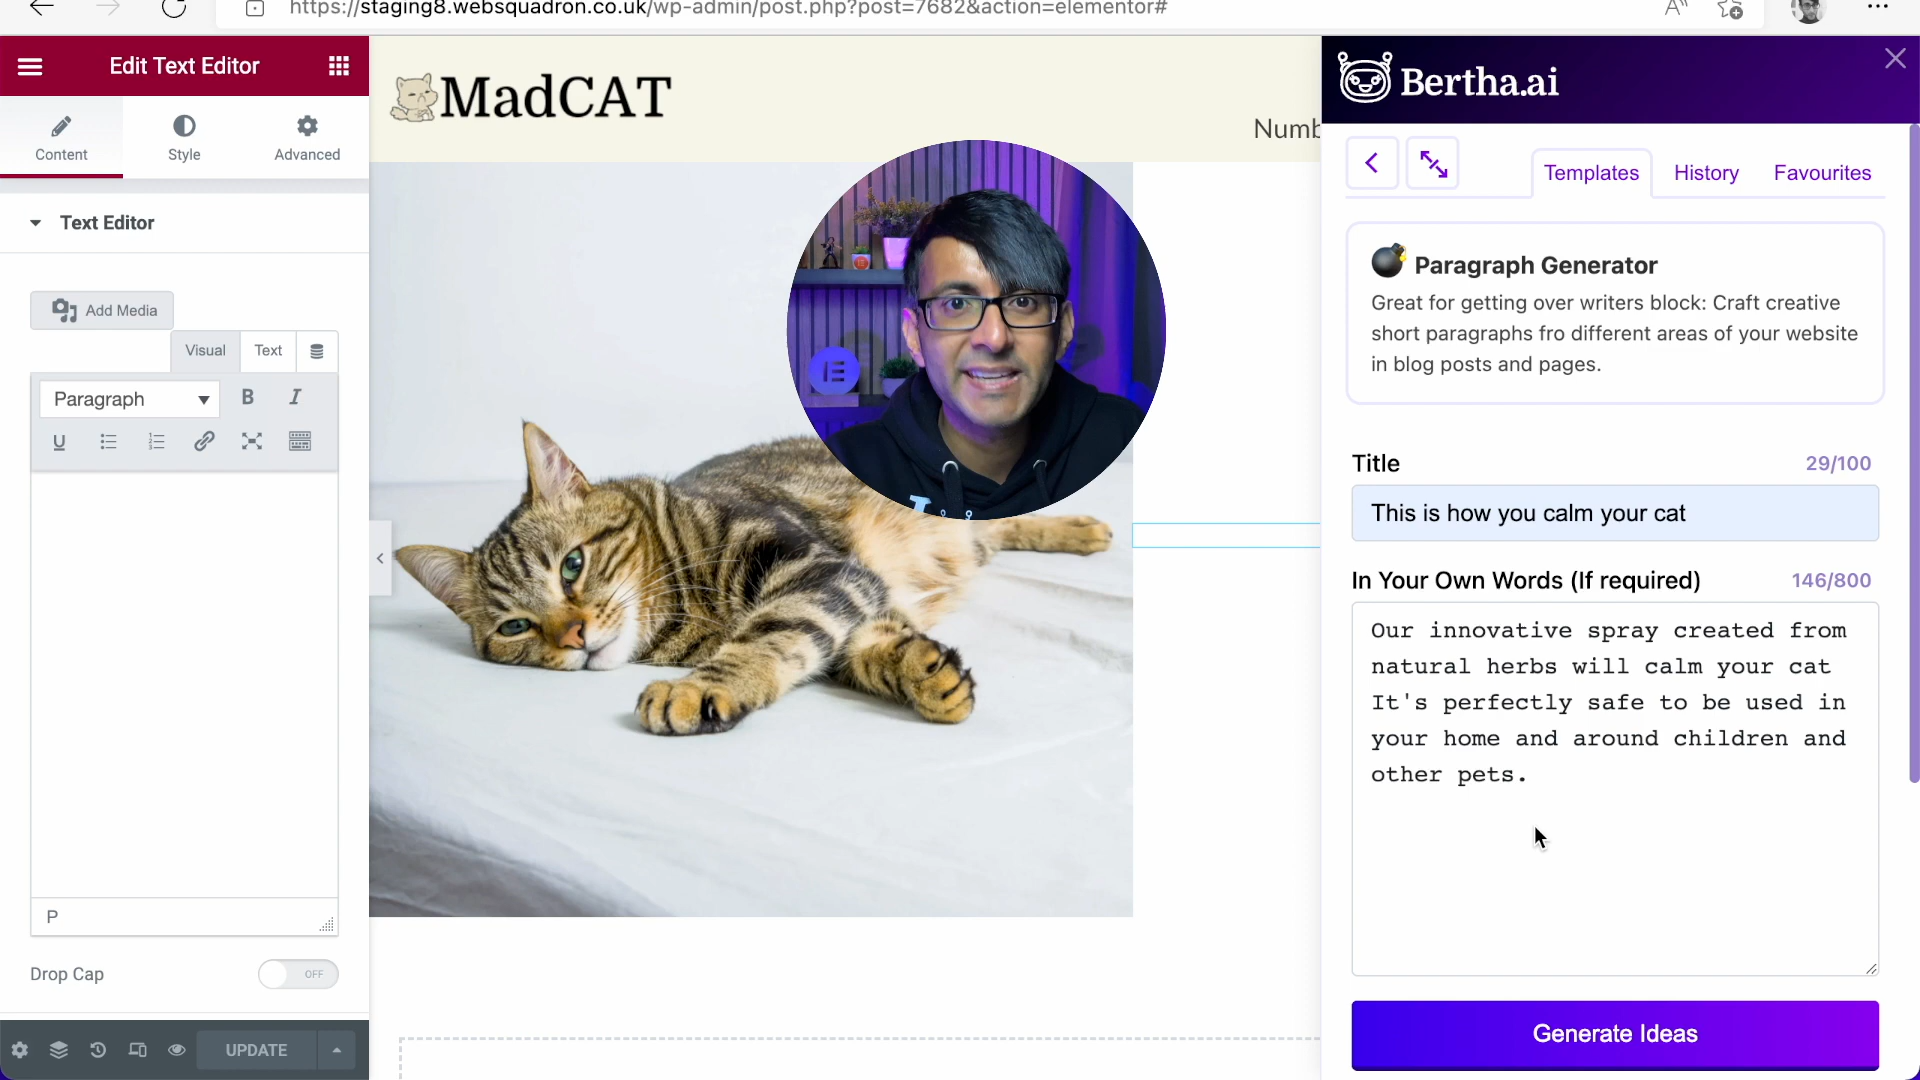 https://staging8.websquadron.co.uk/wp-admin/post.php?post=7682&action=elementor#
Edit Text Editor
Content
Style
Advanced
Text Editor
Add Media
Visual
Text
Paragraph
B
I
U
P
Drop Cap
OFF
UPDATE
MadCAT
Numb
Bertha.ai
Templates
History
Favourites
Paragraph Generator
Great for getting over writers block: Craft creative
short paragraphs fro different areas of your website
in blog posts and pages.
Title
29/100
This is how you calm your cat
In Your Own Words (If required)
146/800
Our innovative spray created from
natural herbs will calm your cat
It's perfectly safe to be used in
your home and around children and
other pets.
Generate Ideas